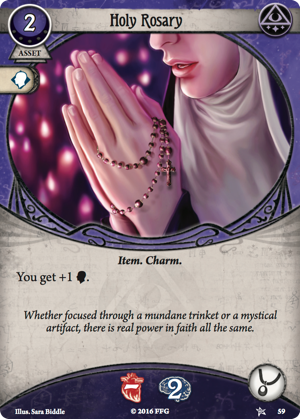 2
Holy Rosary
ASSET
Item. Charm.
You get +1 .
Whether focused through a mundane trinket or a mystical
artifact, there is real power in faith all the same.
7 2
Illus. Sara Biddle
© 2016 FFG
59